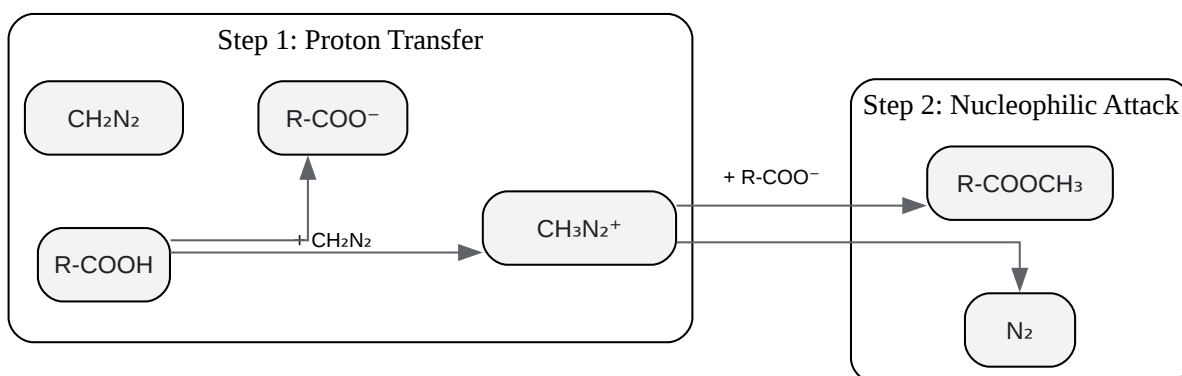 Step 1: Proton Transfer
CH₂N₂
R-COO⁻
R-COOH
+ CH₂N₂
CH₃N₂⁺
+ R-COO⁻
Step 2: Nucleophilic Attack
R-COOCH₃
N₂